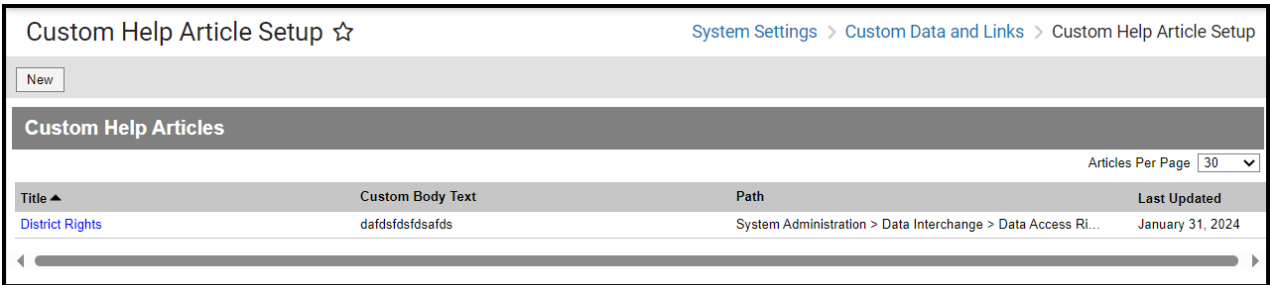 Custom Help Article Setup ☆ System Settings > Custom Data and Links > Custom Help Article Setup
New
Custom Help Articles
Articles Per Page 30
Title ▲ Custom Body Text Path Last Updated
District Rights dafdsfdsfdsafds System Administration > Data Interchange > Data Access Ri... January 31, 2024